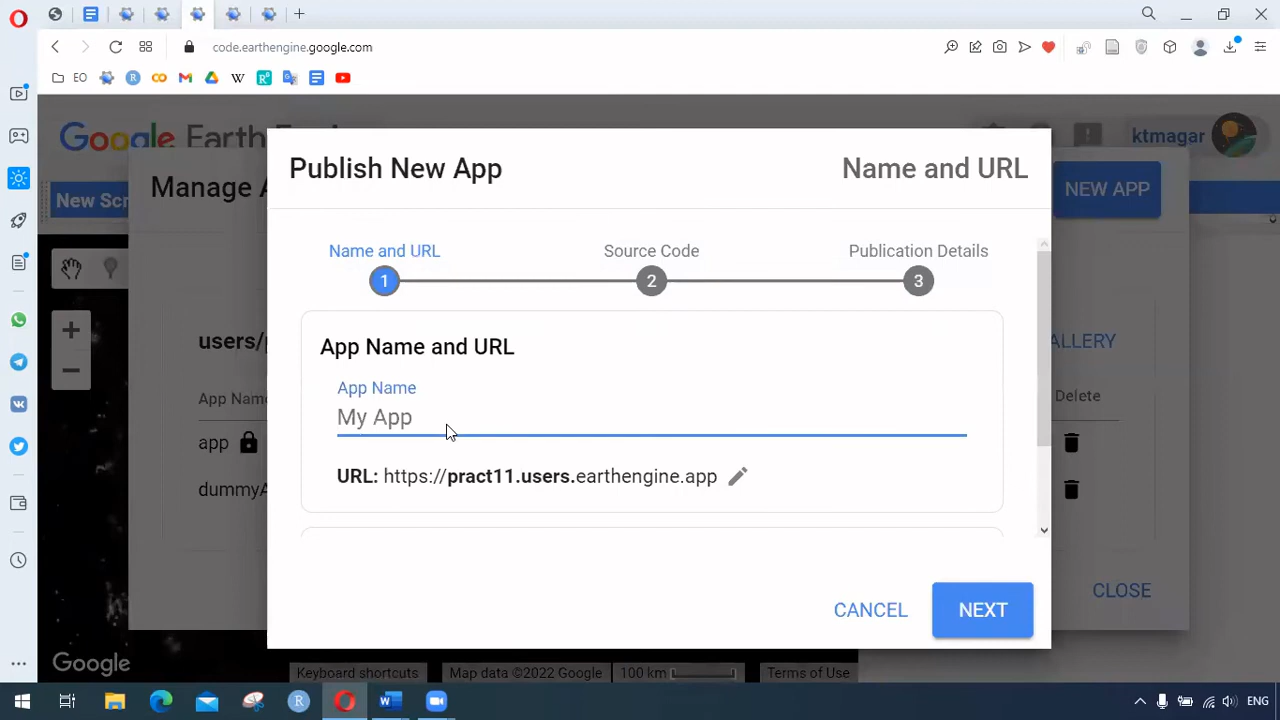 code.earthengine.google.com
EO
Google Earth
ktmagar
Manage A
NEW APP
New Scr
Publish New App
Name and URL
Name and URL
Source Code
Publication Details
1
2
3
users/
ALLERY
App Name and URL
App Name
Delete
App Name
My App
app
URL: https://pract11.users.earthengine.app
dummyA
CANCEL
NEXT
CLOSE
Google
Keyboard shortcuts
Map data ©2022 Google
100 km
Terms of Use
ENG